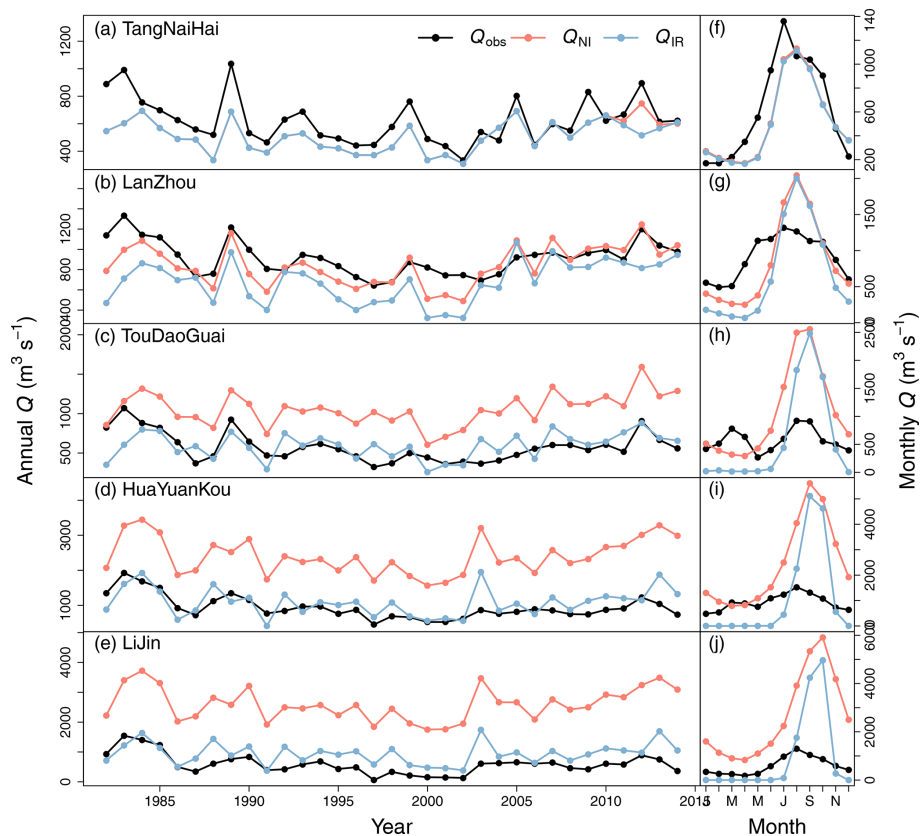 (a) TangNaiHai
Qobs QNI QIR
(f)
400 800 1200
200 600 1000 140
(b) LanZhou
(g)
400 800 1200
0 500 1500
(c) TouDaoGuai
(h)
500 1000 2000
0 500 1500 2500
(d) HuaYuanKou
(i)
1000 3000
0 2000 4000
(e) LiJin
(j)
0 2000 4000
0 2000 4000 6000
Annual Q (m³ s⁻¹)
Monthly Q (m³ s⁻¹)
1985 1990 1995 2000 2005 2010 2015
J M M J S N
Year
Month